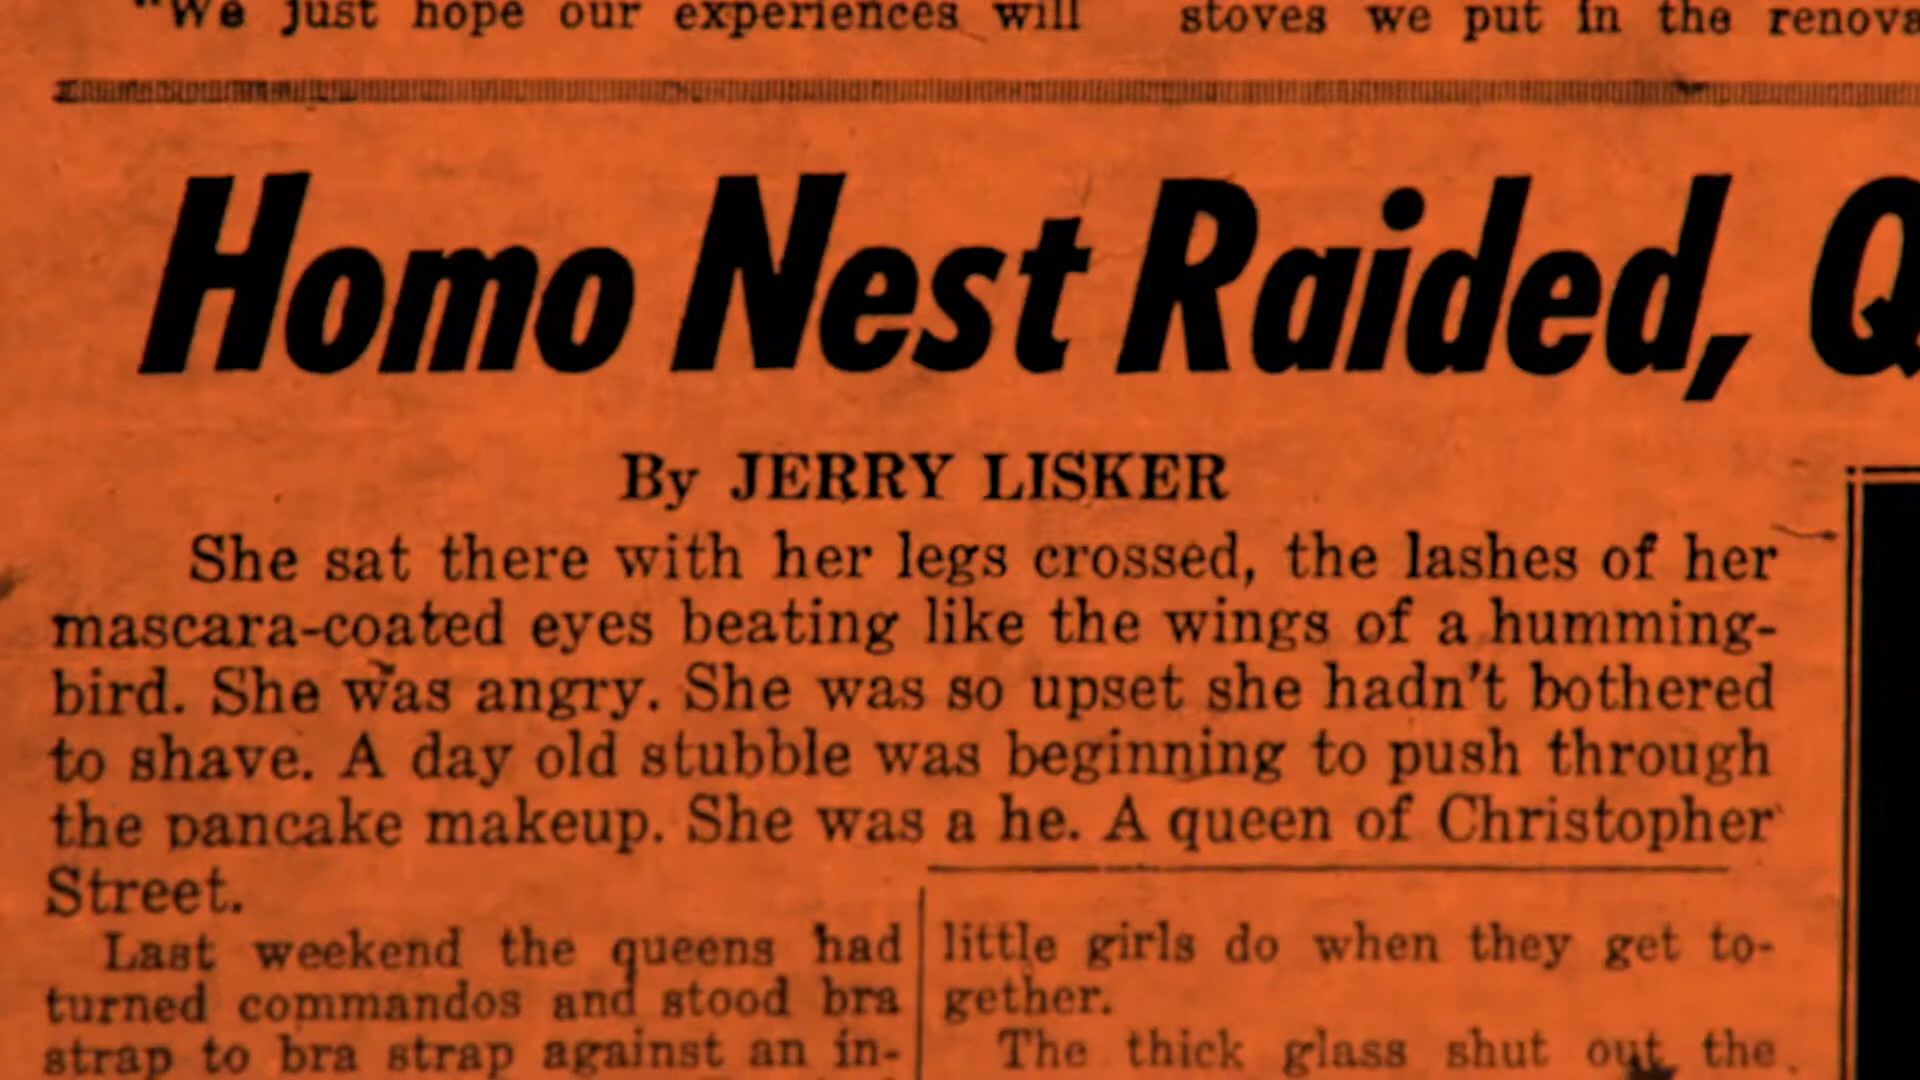 "We just hope our experiences will
stoves we put in the renova
Homo Nest Raided, Q
By JERRY LISKER
She sat there with her legs crossed, the lashes of her
mascara-coated eyes beating like the wings of a humming-
bird. She was angry. She was so upset she hadn't bothered
to shave. A day old stubble was beginning to push through
the pancake makeup. She was a he. A queen of Christopher
Street.
Last weekend the queens had
turned commandos and stood bra
strap to bra strap against an in-
little girls do when they get to-
gether.
The thick glass shut out the